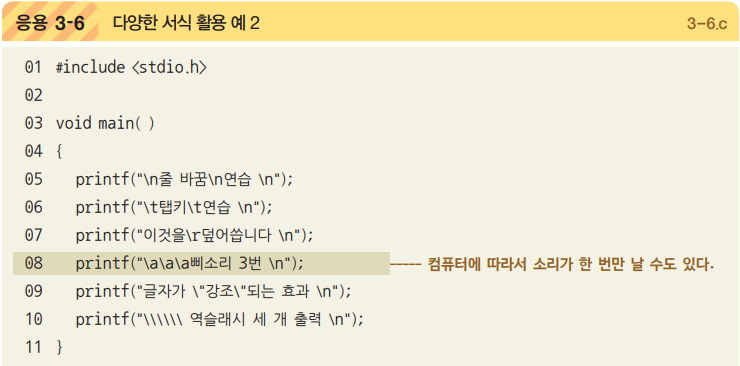 응용 3-6 다양한 서식 활용 예 2 3-6.c
01 #include <stdio.h>
02
03 void main( )
04 {
05 printf("\n줄 바꿈\n연습 \n");
06 printf("\t탭키\t연습 \n");
07 printf("이것을\r덮어씁니다 \n");
08 printf("\a\a\a삐소리 3번 \n"); ----- 컴퓨터에 따라서 소리가 한 번만 날 수도 있다.
09 printf("글자가 \"강조\"되는 효과 \n");
10 printf("\\\\\\ 역슬래시 세 개 출력 \n");
11 }